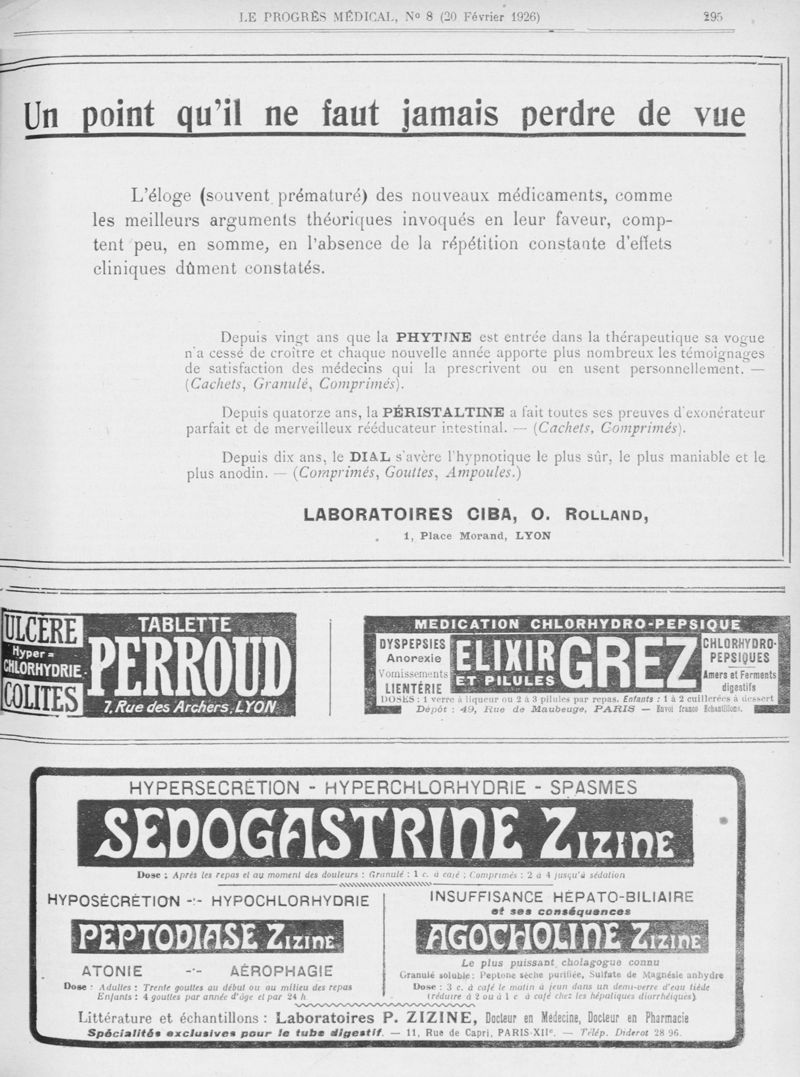 LE PROGRÈS MÉDICAL, No 8 (20 Février 1926) 295
Un point qu'il ne faut jamais perdre de vue
L'éloge (souvent prématuré) des nouveaux médicaments, comme
les meilleurs arguments théoriques invoqués en leur faveur, comp-
tent peu, en somme, en l'absence de la répétition constante d'effets
cliniques dûment constatés.
Depuis vingt ans que la PHYTINE est entrée dans la thérapeutique sa vogue
n'a cessé de croître et chaque nouvelle année apporte plus nombreux les témoignages
de satisfaction des médecins qui la prescrivent ou en usent personnellement. —
(Cachets, Granulé, Comprimés).
Depuis quatorze ans, la PÉRISTALTINE a fait toutes ses preuves d'exonérateur
parfait et de merveilleux rééducateur intestinal. — (Cachets, Comprimés).
Depuis dix ans, le DIAL s'avère l'hypnotique le plus sûr, le plus maniable et le
plus anodin. — (Comprimés, Gouttes, Ampoules.)
LABORATOIRES CIBA, O. ROLLAND,
1, Place Morand, LYON
ULCÈRE
Hyper=
CHLORHYDRIE
COLITES
TABLETTE
PERROUD
7, Rue des Archers, LYON
MEDICATION CHLORHYDRO-PEPSIQUE
DYSPEPSIES
Anorexie
Vomissements
LIENTÉRIE
ELIXIR
ET PILULES
GREZ
CHLORHYDRO-
PEPSIQUES
Amers et Ferments
digestifs
DOSES : 1 verre à liqueur ou 2 à 3 pilules par repas. Enfants : 1 à 2 cuillerées à dessert
Dépôt : 49, Rue de Maubeuge, PARIS — Envoi franco Échantillons.
HYPERSÉCRÉTION - HYPERCHLORHYDRIE - SPASMES
SEDOGASTRINE ZIZINE
Dose : Après les repas et au moment des douleurs : Granulé : 1 c. à café ; Comprimés : 2 à 4 jusqu'à sédation
HYPOSÉCRÉTION -:- HYPOCHLORHYDRIE
PEPTODIASE ZIZINE
ATONIE -:- AÉROPHAGIE
Dose : Adultes : Trente gouttes au début ou au milieu des repas
Enfants : 4 gouttes par année d'âge et par 24 h.
INSUFFISANCE HÉPATO-BILIAIRE
et ses conséquences
AGOCHOLINE ZIZINE
Le plus puissant cholagogue connu
Granulé soluble : Peptone sèche purifiée, Sulfate de Magnésie anhydre
Dose : 3 c. à café le matin à jeun dans un demi-verre d'eau tiède
(réduire à 2 ou à 1 c. à café chez les hépatiques diarrhéiques).
Littérature et échantillons : Laboratoires P. ZIZINE, Docteur en Médecine, Docteur en Pharmacie
Spécialités exclusives pour le tube digestif. — 11, Rue de Capri, PARIS-XIIe. — Télép. Diderot 28 96.